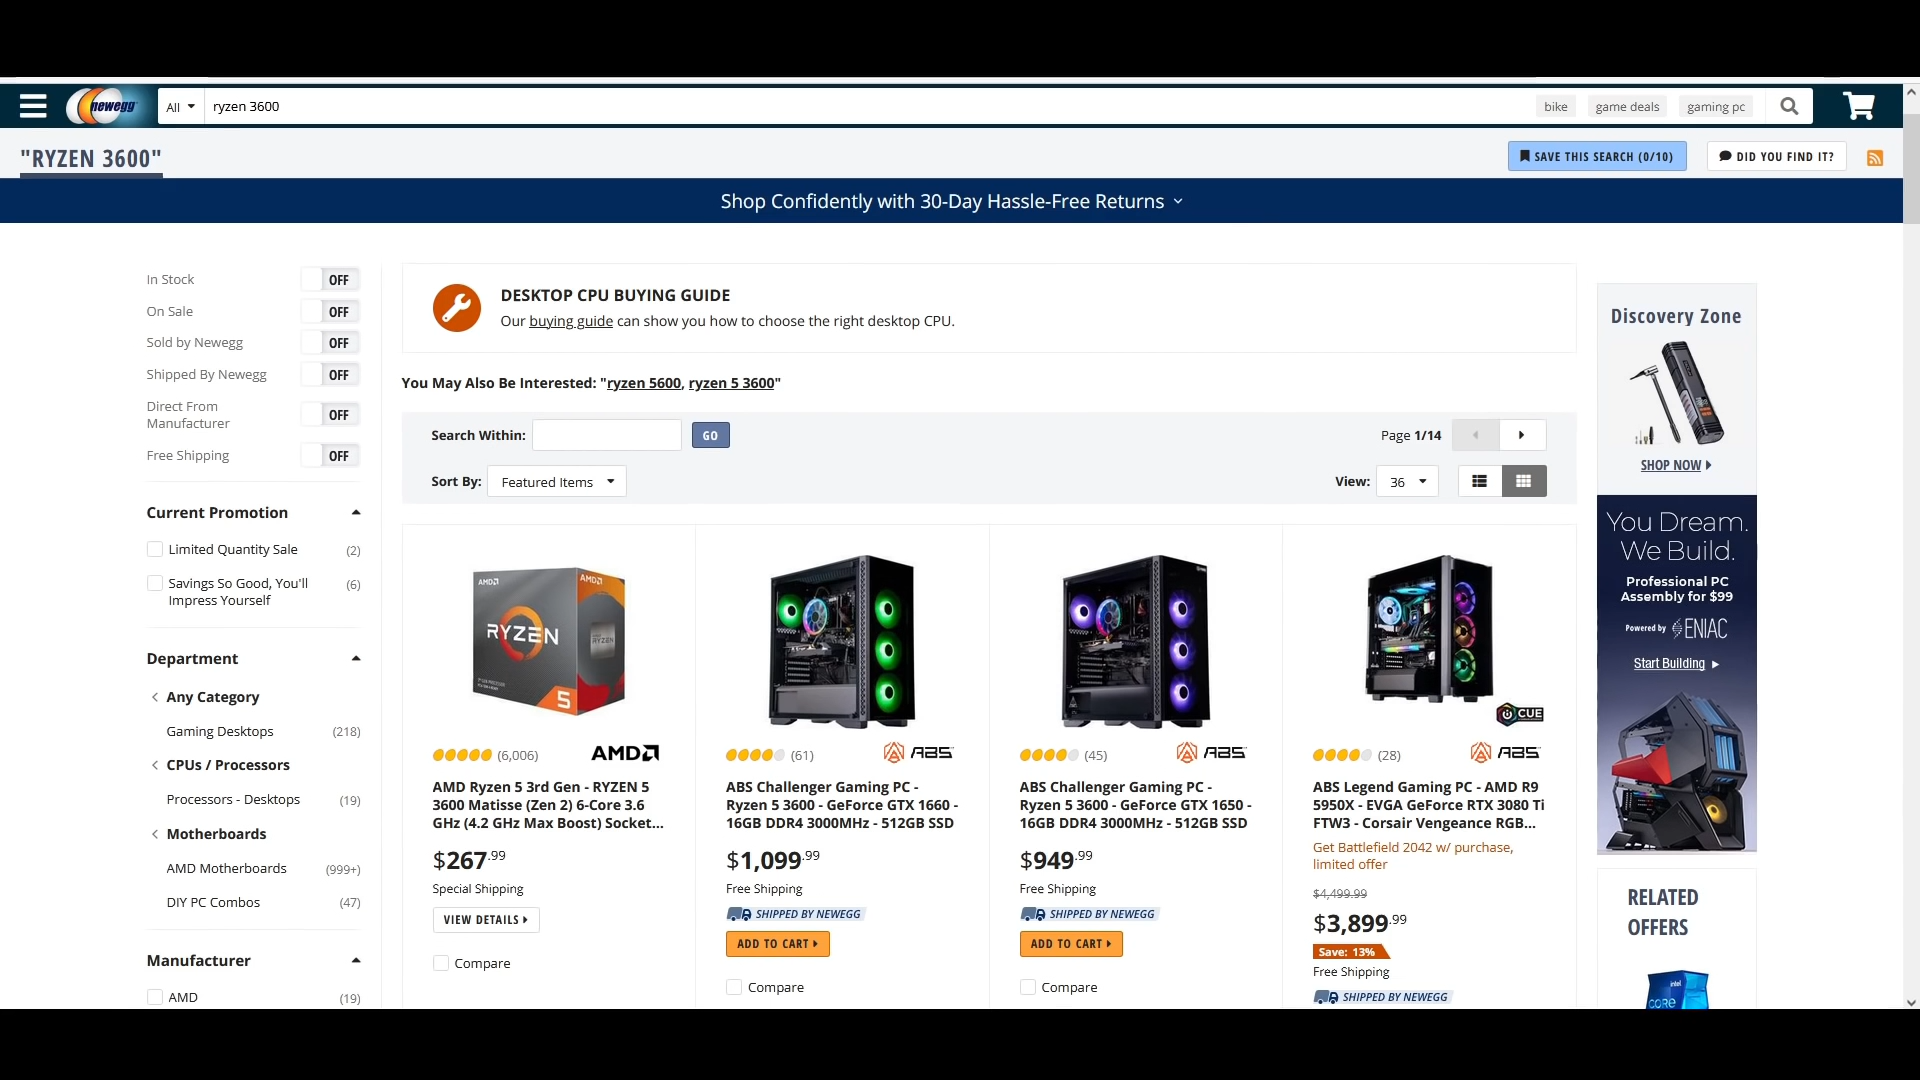 newegg
All
ryzen 3600
bike
game deals
gaming pc
"RYZEN 3600"
SAVE THIS SEARCH (0/10)
DID YOU FIND IT?
Shop Confidently with 30-Day Hassle-Free Returns
In Stock
OFF
On Sale
OFF
Sold by Newegg
OFF
Shipped By Newegg
OFF
Direct From
Manufacturer
OFF
Free Shipping
OFF
Current Promotion
Limited Quantity Sale
(2)
Savings So Good, You'll
Impress Yourself
(6)
Department
Any Category
Gaming Desktops
(218)
CPUs / Processors
Processors - Desktops
(19)
Motherboards
AMD Motherboards
(999+)
DIY PC Combos
(47)
Manufacturer
AMD
(19)
DESKTOP CPU BUYING GUIDE
Our buying guide can show you how to choose the right desktop CPU.
You May Also Be Interested: "ryzen 5600, ryzen 5 3600"
Search Within:
GO
Page 1/14
Sort By:
Featured Items
View:
36
AMD
AMD
RYZEN
RYZEN
5
(6,006)
AMD
AMD Ryzen 5 3rd Gen - RYZEN 5
3600 Matisse (Zen 2) 6-Core 3.6
GHz (4.2 GHz Max Boost) Socket...
$267.99
Special Shipping
VIEW DETAILS
Compare
(61)
ABS
ABS Challenger Gaming PC -
Ryzen 5 3600 - GeForce GTX 1660 -
16GB DDR4 3000MHz - 512GB SSD
$1,099.99
Free Shipping
SHIPPED BY NEWEGG
ADD TO CART
Compare
(45)
ABS
ABS Challenger Gaming PC -
Ryzen 5 3600 - GeForce GTX 1650 -
16GB DDR4 3000MHz - 512GB SSD
$949.99
Free Shipping
SHIPPED BY NEWEGG
ADD TO CART
Compare
CUE
(28)
ABS
ABS Legend Gaming PC - AMD R9
5950X - EVGA GeForce RTX 3080 Ti
FTW3 - Corsair Vengeance RGB...
Get Battlefield 2042 w/ purchase,
limited offer
$4,499.99
$3,899.99
Save: 13%
Free Shipping
SHIPPED BY NEWEGG
Discovery Zone
SHOP NOW
You Dream.
We Build.
Professional PC
Assembly for $99
Powered by ENIAC
Start Building
RELATED
OFFERS
intel
CORE